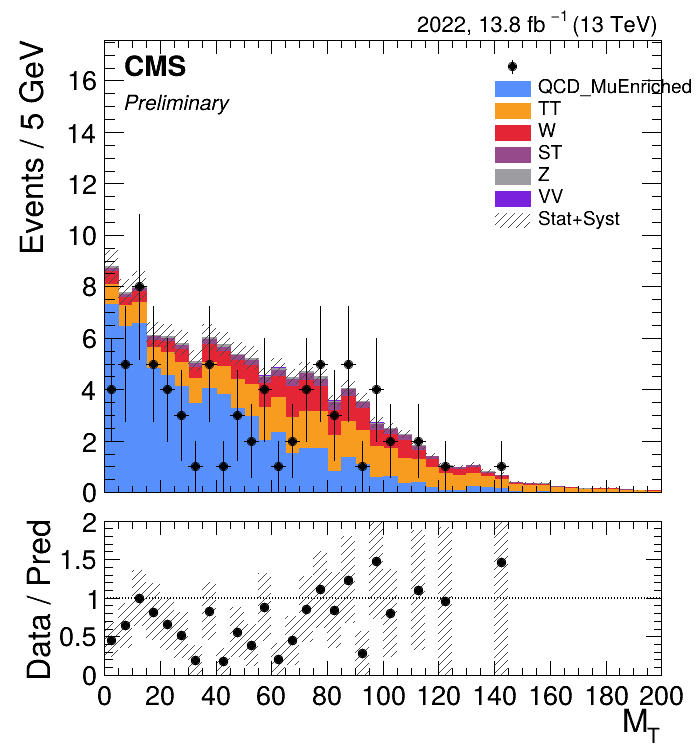 2022, 13.8 fb⁻¹ (13 TeV)
CMS
Preliminary
QCD_MuEnriched
TT
W
ST
Z
VV
Stat+Syst
Events / 5 GeV
16
14
12
10
8
6
4
2
0
Data / Pred
2
1.5
1
0.5
0
0 20 40 60 80 100 120 140 160 180 200
M_T